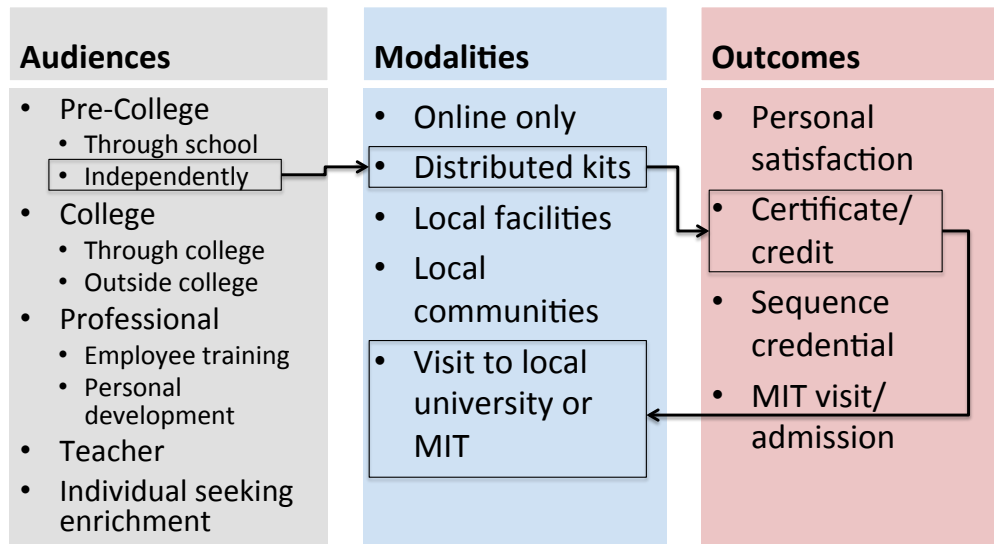 Audiences
• Pre-College
• Through school
• Independently
• College
• Through college
• Outside college
• Professional
• Employee training
• Personal
development
• Teacher
• Individual seeking
enrichment
Modalities
• Online only
• Distributed kits
• Local facilities
• Local
communities
• Visit to local
university or
MIT
Outcomes
• Personal
satisfaction
• Certificate/
credit
• Sequence
credential
• MIT visit/
admission